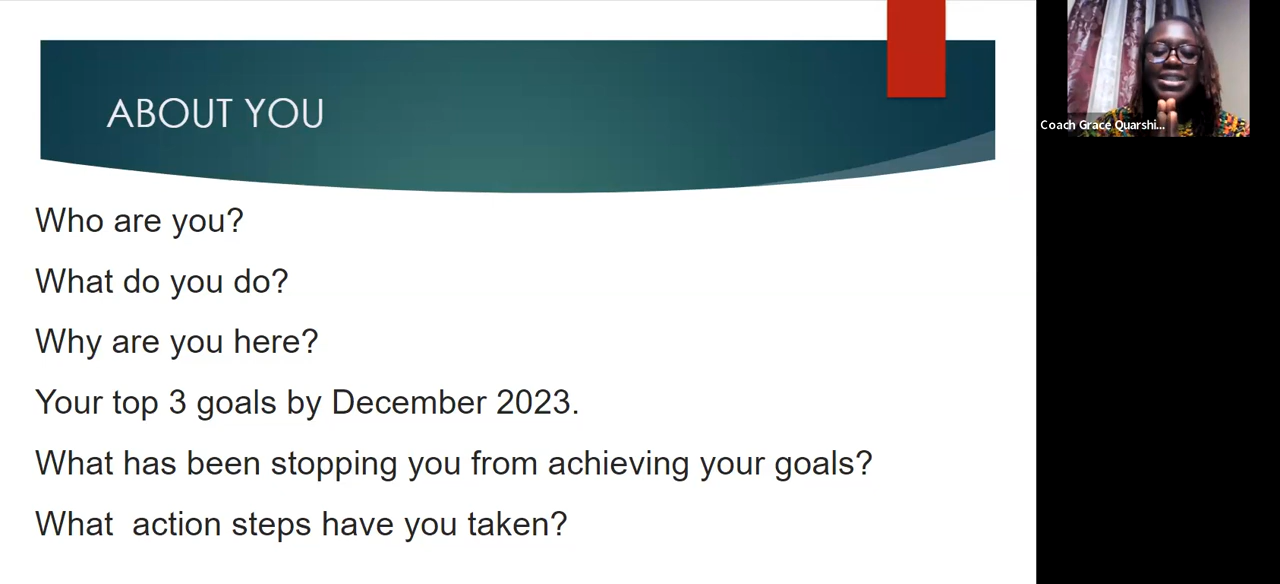 ABOUT YOU
Who are you?
What do you do?
Why are you here?
Your top 3 goals by December 2023.
What has been stopping you from achieving your goals?
What  action steps have you taken?
Coach Grace Quarshi...